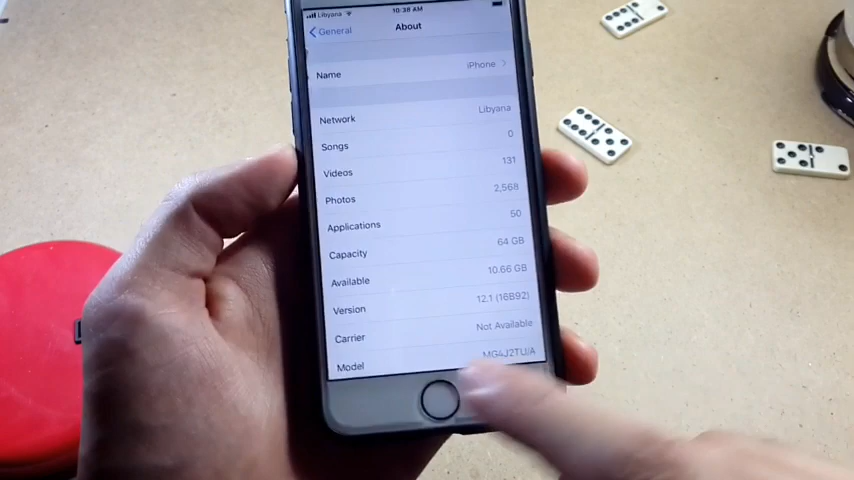 Libyana 10:38 AM
General About
Name iPhone
Network Libyana
Songs 0
Videos 131
Photos 2,568
Applications 50
Capacity 64 GB
Available 10.66 GB
Version 12.1 (16B92)
Carrier Not Available
Model MG4J2TU/A